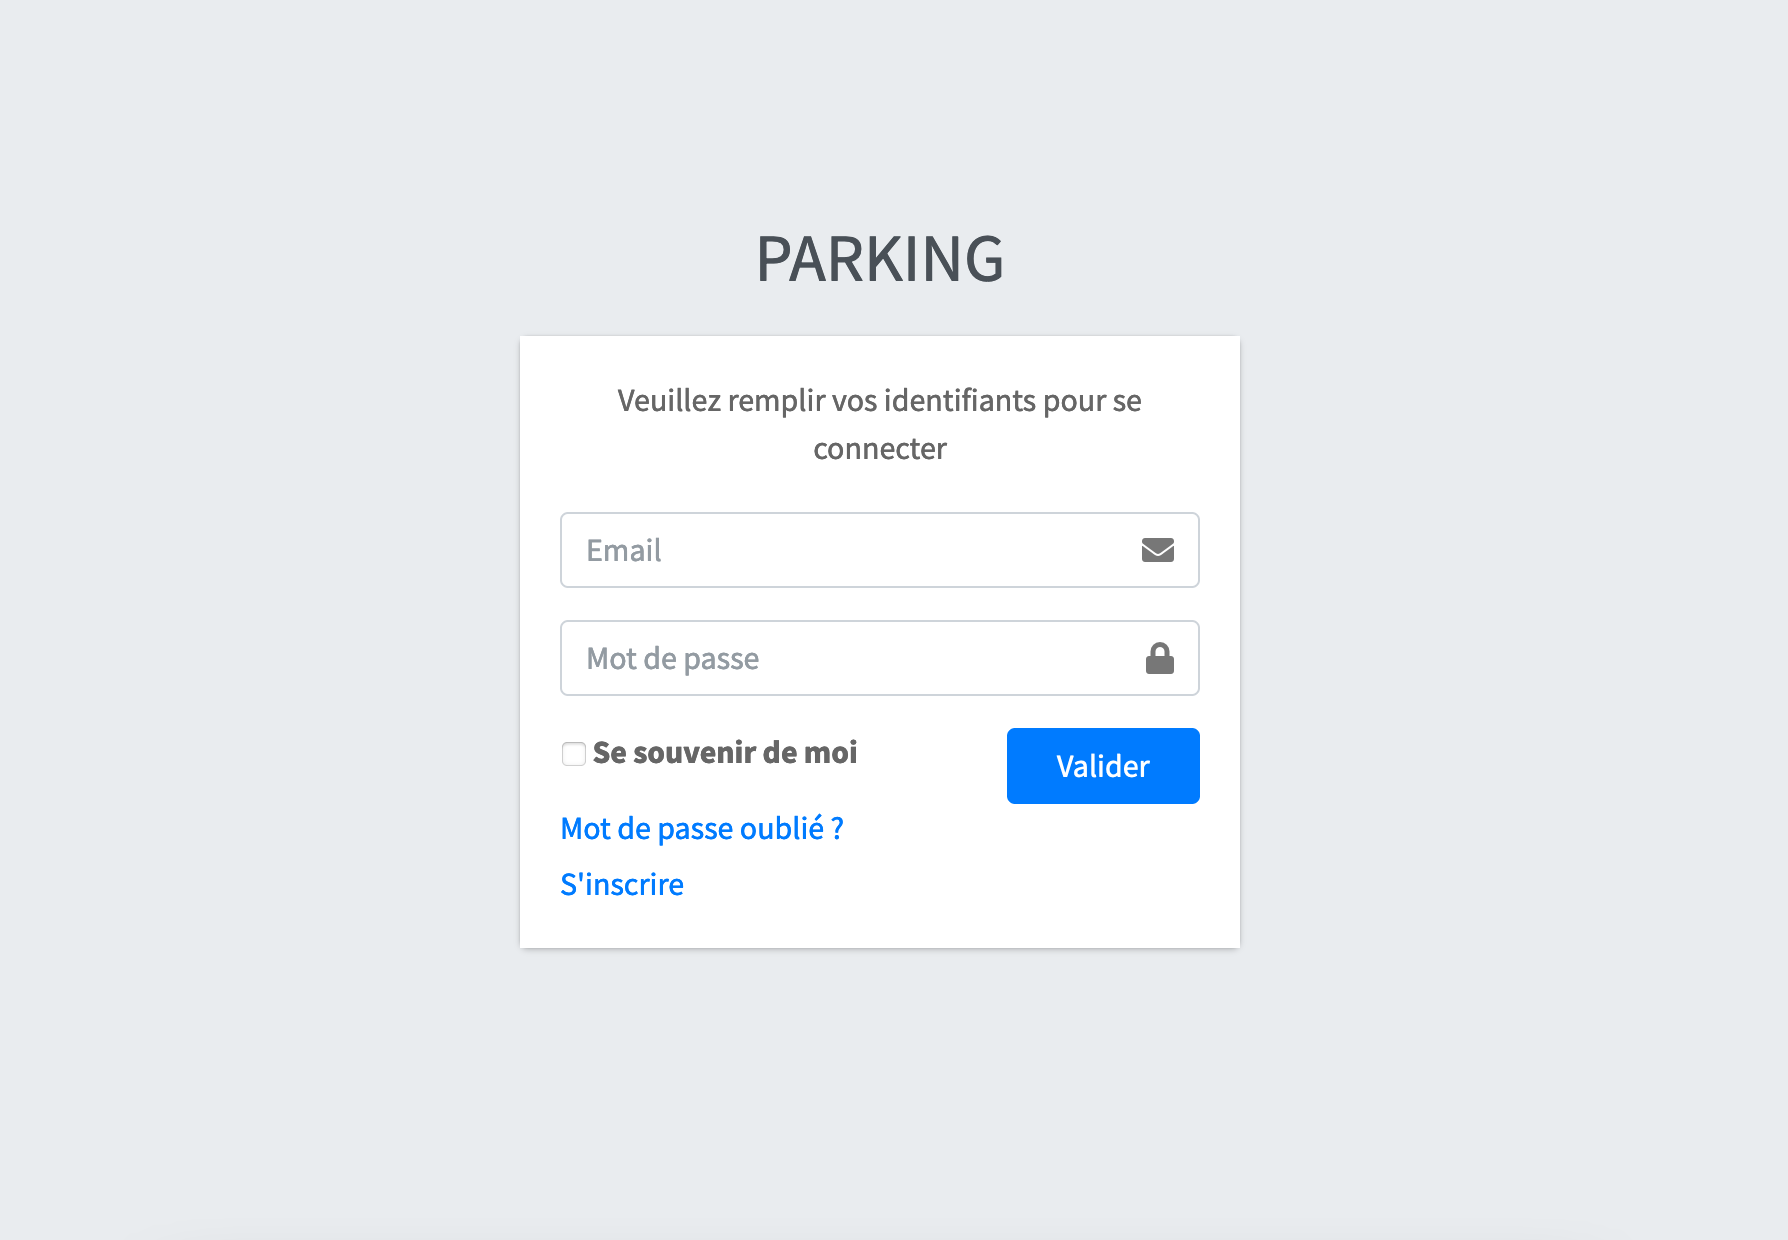 PARKING
Veuillez remplir vos identifiants pour se
connecter
Email
Mot de passe
Se souvenir de moi
Valider
Mot de passe oublié ?
S'inscrire